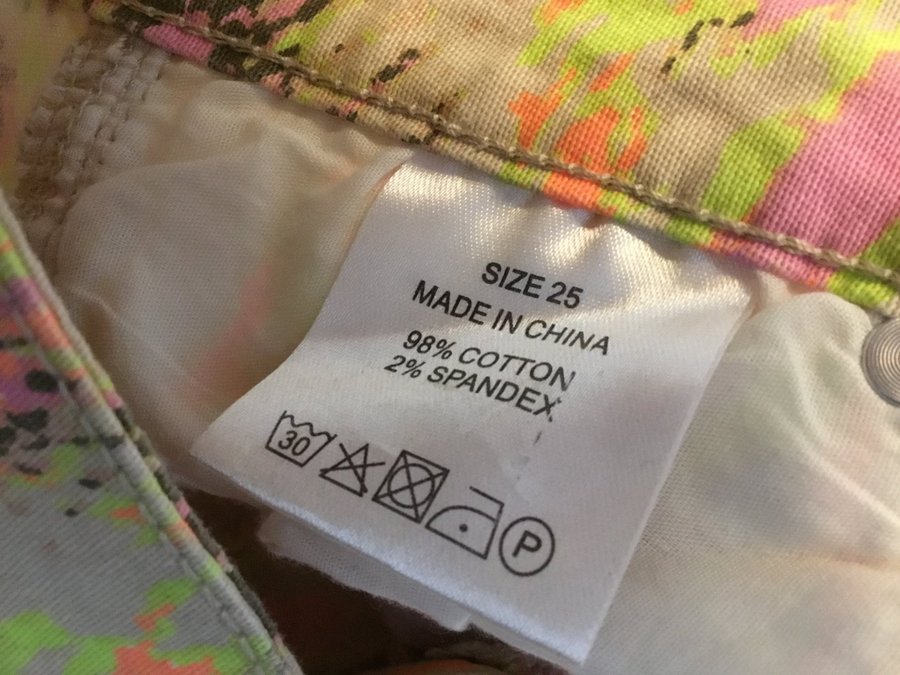 SIZE 25
MADE IN CHINA
98% COTTON
2% SPANDEX
30 P